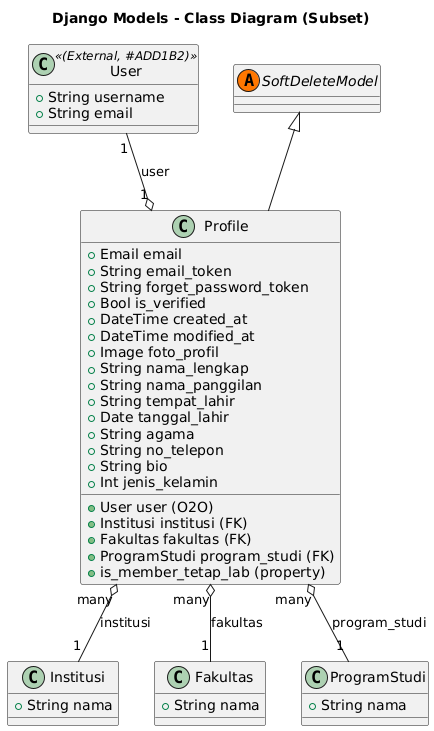 Django Models - Class Diagram (Subset)
C
«(External, #ADD1B2)»
User
String username
String email
A
SoftDeleteModel
1
user
1
C
Profile
Email email
String email_token
String forget_password_token
Bool is_verified
DateTime created_at
DateTime modified_at
Image foto_profil
String nama_lengkap
String nama_panggilan
String tempat_lahir
Date tanggal_lahir
String agama
String no_telepon
String bio
Int jenis_kelamin
User user (O2O)
Institusi institusi (FK)
Fakultas fakultas (FK)
ProgramStudi program_studi (FK)
is_member_tetap_lab (property)
many
many
many
institusi
fakultas
program_studi
1
1
1
C
Institusi
String nama
C
Fakultas
String nama
C
ProgramStudi
String nama